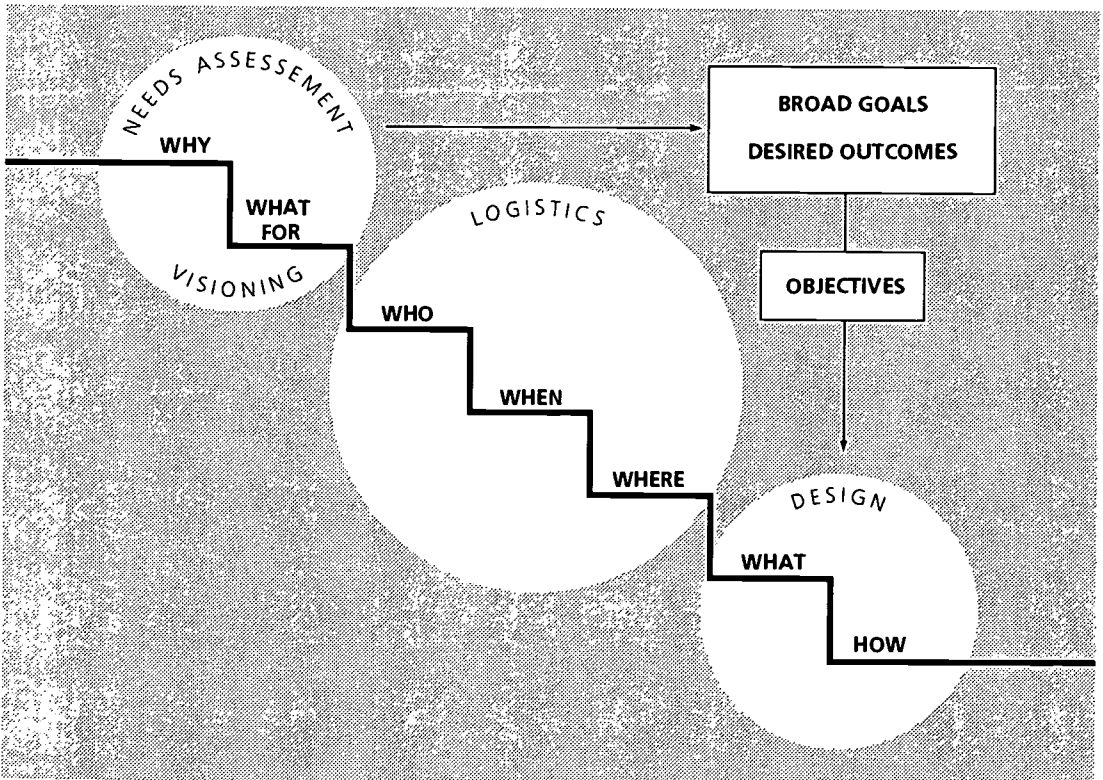 NEEDS ASSESSEMENT
WHY
WHAT
FOR
VISIONING
BROAD GOALS
DESIRED OUTCOMES
OBJECTIVES
LOGISTICS
WHO
WHEN
WHERE
DESIGN
WHAT
HOW